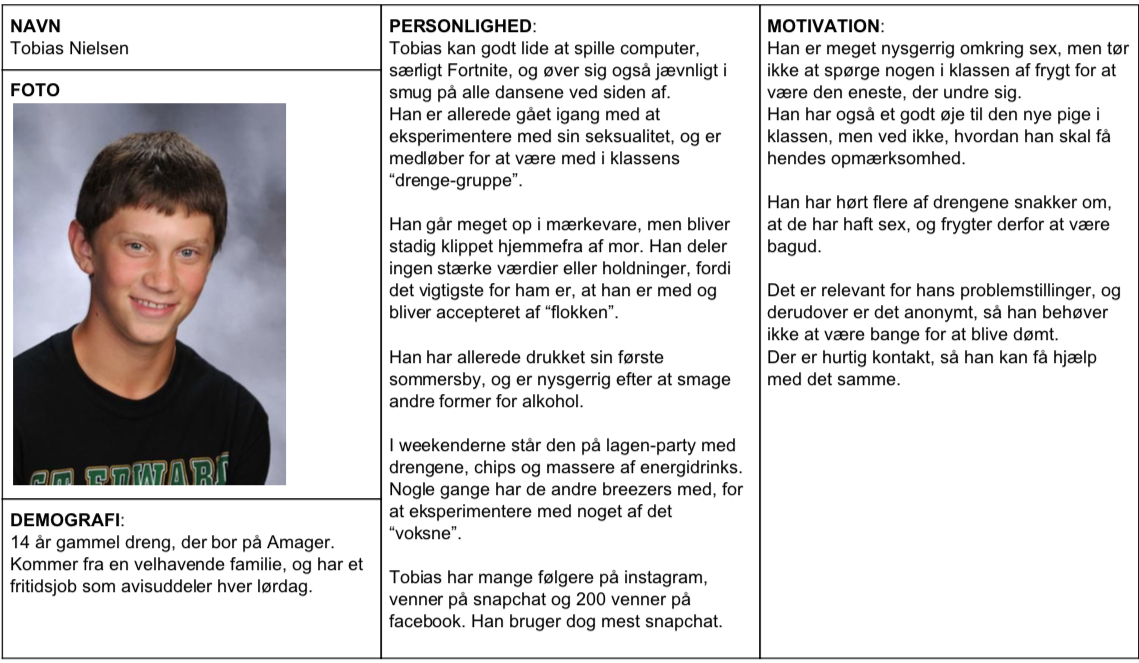 NAVN
Tobias Nielsen
FOTO
ST. EDWARD
DEMOGRAFI:
14 år gammel dreng, der bor på Amager.
Kommer fra en velhavende familie, og har et
fritidsjob som avisuddeler hver lørdag.
PERSONLIGHED:
Tobias kan godt lide at spille computer,
særligt Fortnite, og øver sig også jævnligt i
smug på alle dansene ved siden af.
Han er allerede gået igang med at
eksperimentere med sin seksualitet, og er
medløber for at være med i klassens
“drenge-gruppe”.
Han går meget op i mærkevare, men bliver
stadig klippet hjemmefra af mor. Han deler
ingen stærke værdier eller holdninger, fordi
det vigtigste for ham er, at han er med og
bliver accepteret af “flokken”.
Han har allerede drukket sin første
sommersby, og er nysgerrig efter at smage
andre former for alkohol.
I weekenderne står den på lagen-party med
drengene, chips og massere af energidrinks.
Nogle gange har de andre breezers med, for
at eksperimentere med noget af det
“voksne”.
Tobias har mange følgere på instagram,
venner på snapchat og 200 venner på
facebook. Han bruger dog mest snapchat.
MOTIVATION:
Han er meget nysgerrig omkring sex, men tør
ikke at spørge nogen i klassen af frygt for at
være den eneste, der undre sig.
Han har også et godt øje til den nye pige i
klassen, men ved ikke, hvordan han skal få
hendes opmærksomhed.
Han har hørt flere af drengene snakker om,
at de har haft sex, og frygter derfor at være
bagud.
Det er relevant for hans problemstillinger, og
derudover er det anonymt, så han behøver
ikke at være bange for at blive dømt.
Der er hurtig kontakt, så han kan få hjælp
med det samme.